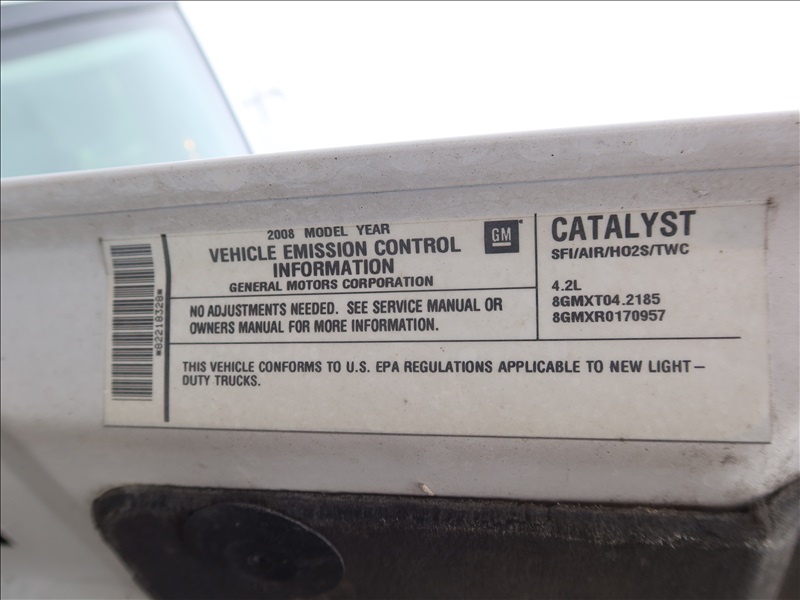 *82218328*
2008 MODEL YEAR
VEHICLE EMISSION CONTROL
INFORMATION
GENERAL MOTORS CORPORATION
GM
NO ADJUSTMENTS NEEDED. SEE SERVICE MANUAL OR
OWNERS MANUAL FOR MORE INFORMATION.
CATALYST
SFI/AIR/HO2S/TWC
4.2L
8GMXT04.2185
8GMXR0170957
THIS VEHICLE CONFORMS TO U.S. EPA REGULATIONS APPLICABLE TO NEW LIGHT-
DUTY TRUCKS.